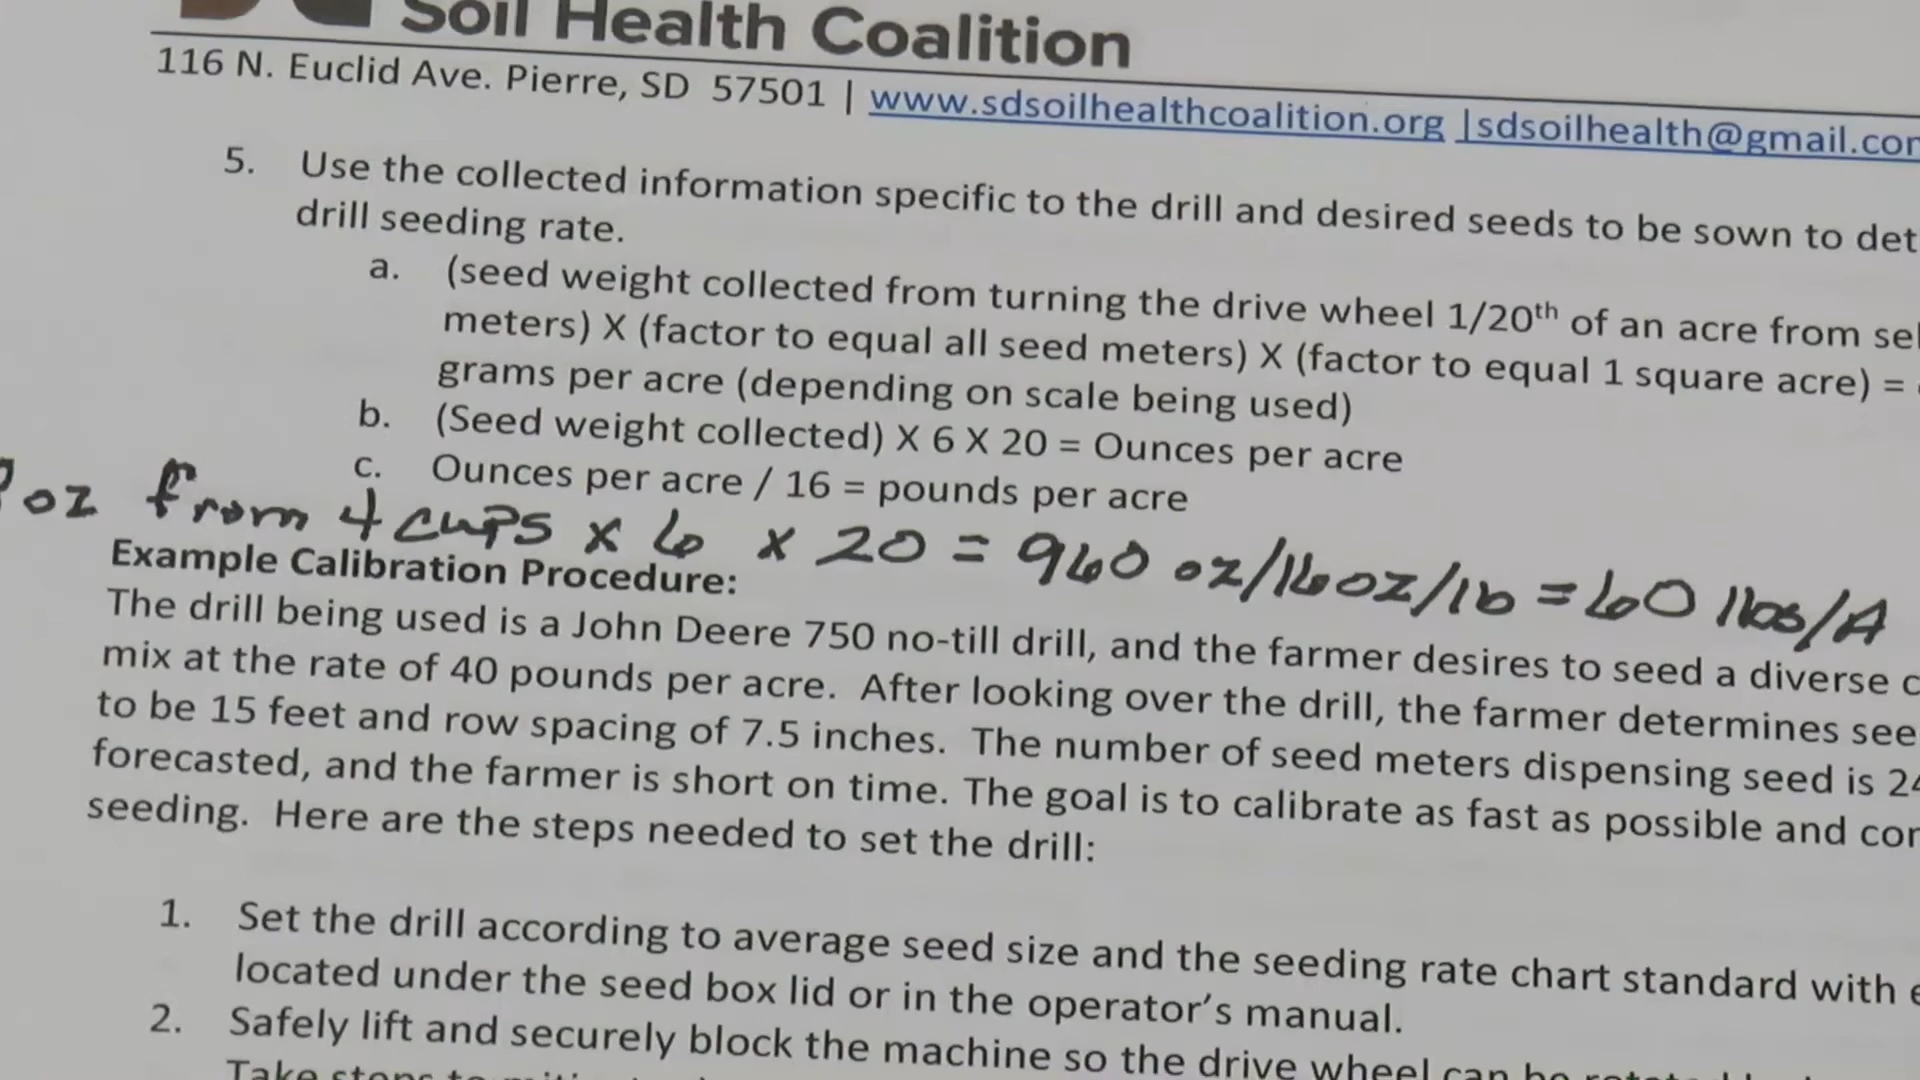 Soil Health Coalition
116 N. Euclid Ave. Pierre, SD 57501 | www.sdsoilhealthcoalition.org |sdsoilhealth@gmail.com
5. Use the collected information specific to the drill and desired seeds to be sown to
drill seeding rate.
a. (seed weight collected from turning the drive wheel 1/20th of an acre from
meters) X (factor to equal all seed meters) X (factor to equal 1 square acre) =
grams per acre (depending on scale being used)
b. (Seed weight collected) X 6 X 20 = Ounces per acre
c. Ounces per acre / 16 = pounds per acre
oz from 4 cups x 6 x 20 = 960 oz/16oz/lb = 60 lbs/A
Example Calibration Procedure:
The drill being used is a John Deere 750 no-till drill, and the farmer desires to seed a diverse
mix at the rate of 40 pounds per acre. After looking over the drill, the farmer determines
to be 15 feet and row spacing of 7.5 inches. The number of seed meters dispensing seed is 24
forecasted, and the farmer is short on time. The goal is to calibrate as fast as possible and
seeding. Here are the steps needed to set the drill:
1. Set the drill according to average seed size and the seeding rate chart standard with
located under the seed box lid or in the operator's manual.
2. Safely lift and securely block the machine so the drive wheel can be
Take steps to